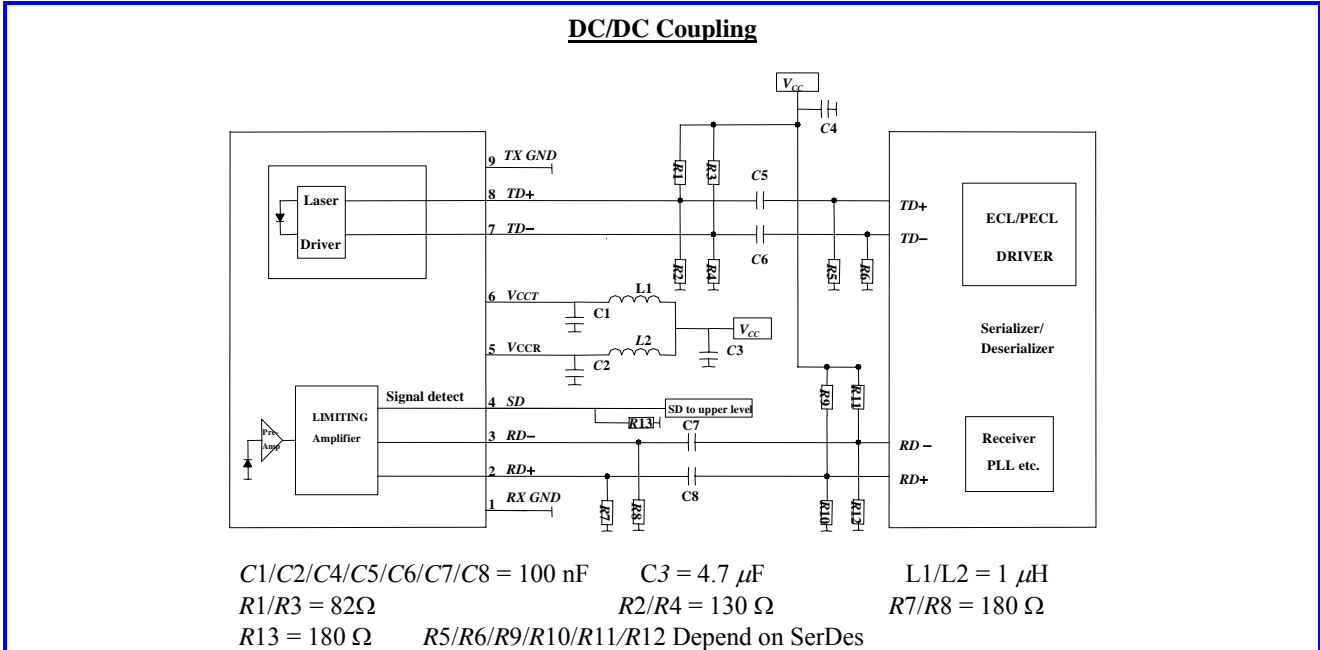 DC/DC Coupling
VCC
C4
9 TX GND
R1
R3
C5
Laser
Driver
8 TD+
TD+
ECL/PECL
DRIVER
7 TD−
TD−
C6
R2
R4
R5
R6
6 VCCT
L1
C1
VCC
Serializer/
Deserializer
5 VCCR
L2
C2
C3
R9
R11
Signal detect
4 SD
SD to upper level
R13
LIMITING
Amplifier
Pre-
Amp
3 RD−
C7
RD −
Receiver
PLL etc.
2 RD+
C8
RD+
1 RX GND
R7
R8
R10
R12
C1/C2/C4/C5/C6/C7/C8 = 100 nF C3 = 4.7 μF L1/L2 = 1 μH
R1/R3 = 82Ω R2/R4 = 130 Ω R7/R8 = 180 Ω
R13 = 180 Ω R5/R6/R9/R10/R11/R12 Depend on SerDes